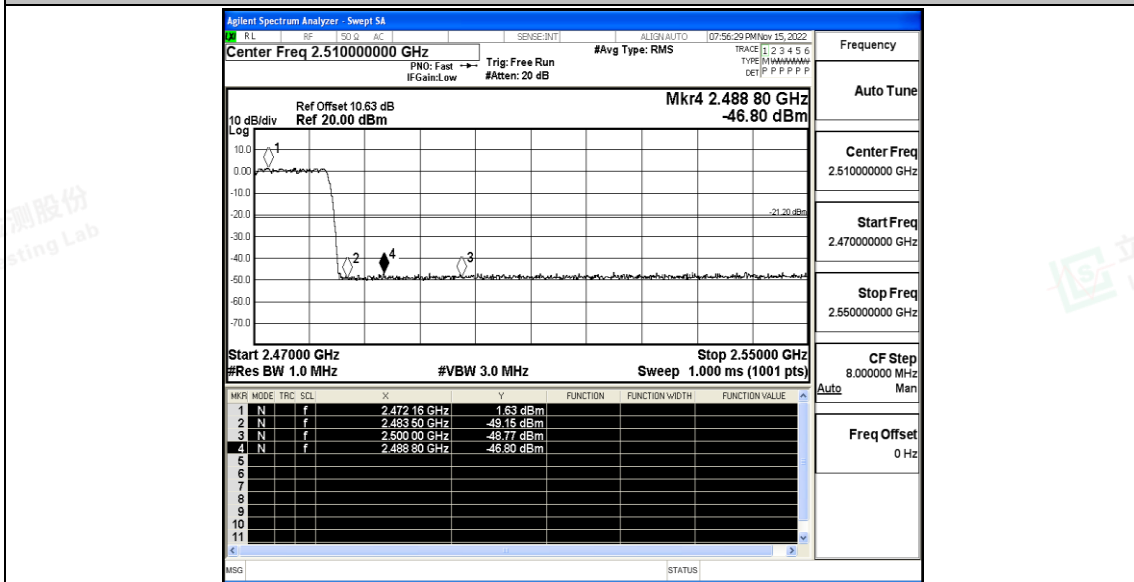 Agilent Spectrum Analyzer - Swept SA
RL RF 50 Ω AC SENSE:INT ALIGN AUTO 07:56:29 PM Nov 15, 2022
Center Freq 2.510000000 GHz
PNO: Fast
IFGain:Low
Trig: Free Run
#Atten: 20 dB
#Avg Type: RMS
TRACE 1 2 3 4 5 6
TYPE M
DET P P P P P P
Frequency
Ref Offset 10.63 dB
10 dB/div Ref 20.00 dBm
Log
Mkr4 2.488 80 GHz
-46.80 dBm
10.0
0.00
-10.0
-20.0
-30.0
-40.0
-50.0
-60.0
-70.0
1
2
4
3
-21.20 dBm
Start 2.47000 GHz Stop 2.55000 GHz
#Res BW 1.0 MHz #VBW 3.0 MHz Sweep 1.000 ms (1001 pts)
MKR MODE TRC SCL X Y FUNCTION FUNCTION WIDTH FUNCTION VALUE
1 N f 2.472 16 GHz 1.63 dBm
2 N f 2.483 50 GHz -49.15 dBm
3 N f 2.500 00 GHz -48.77 dBm
4 N f 2.488 80 GHz -46.80 dBm
5
6
7
8
9
10
11
MSG STATUS
Auto Tune
Center Freq
2.510000000 GHz
Start Freq
2.470000000 GHz
Stop Freq
2.550000000 GHz
CF Step
8.000000 MHz
Auto Man
Freq Offset
0 Hz
测股份
sting Lab
立